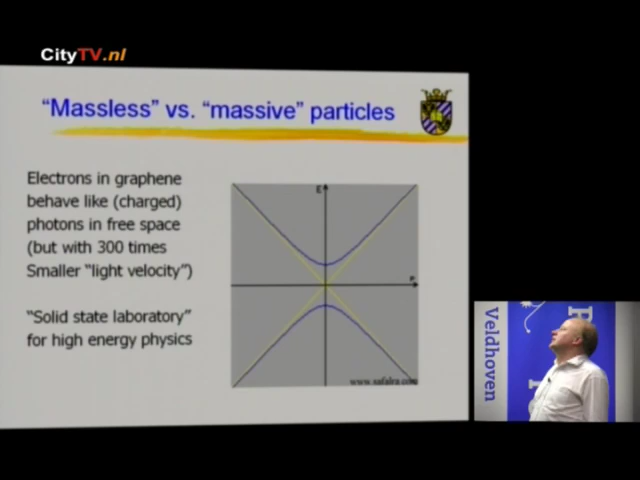 CityTV.nl
"Massless" vs. "massive" particles
Electrons in graphene
behave like (charged)
photons in free space
(but with 300 times
Smaller "light velocity")
"Solid state laboratory"
for high energy physics
E
P
www.xafalra.com
Veldhoven